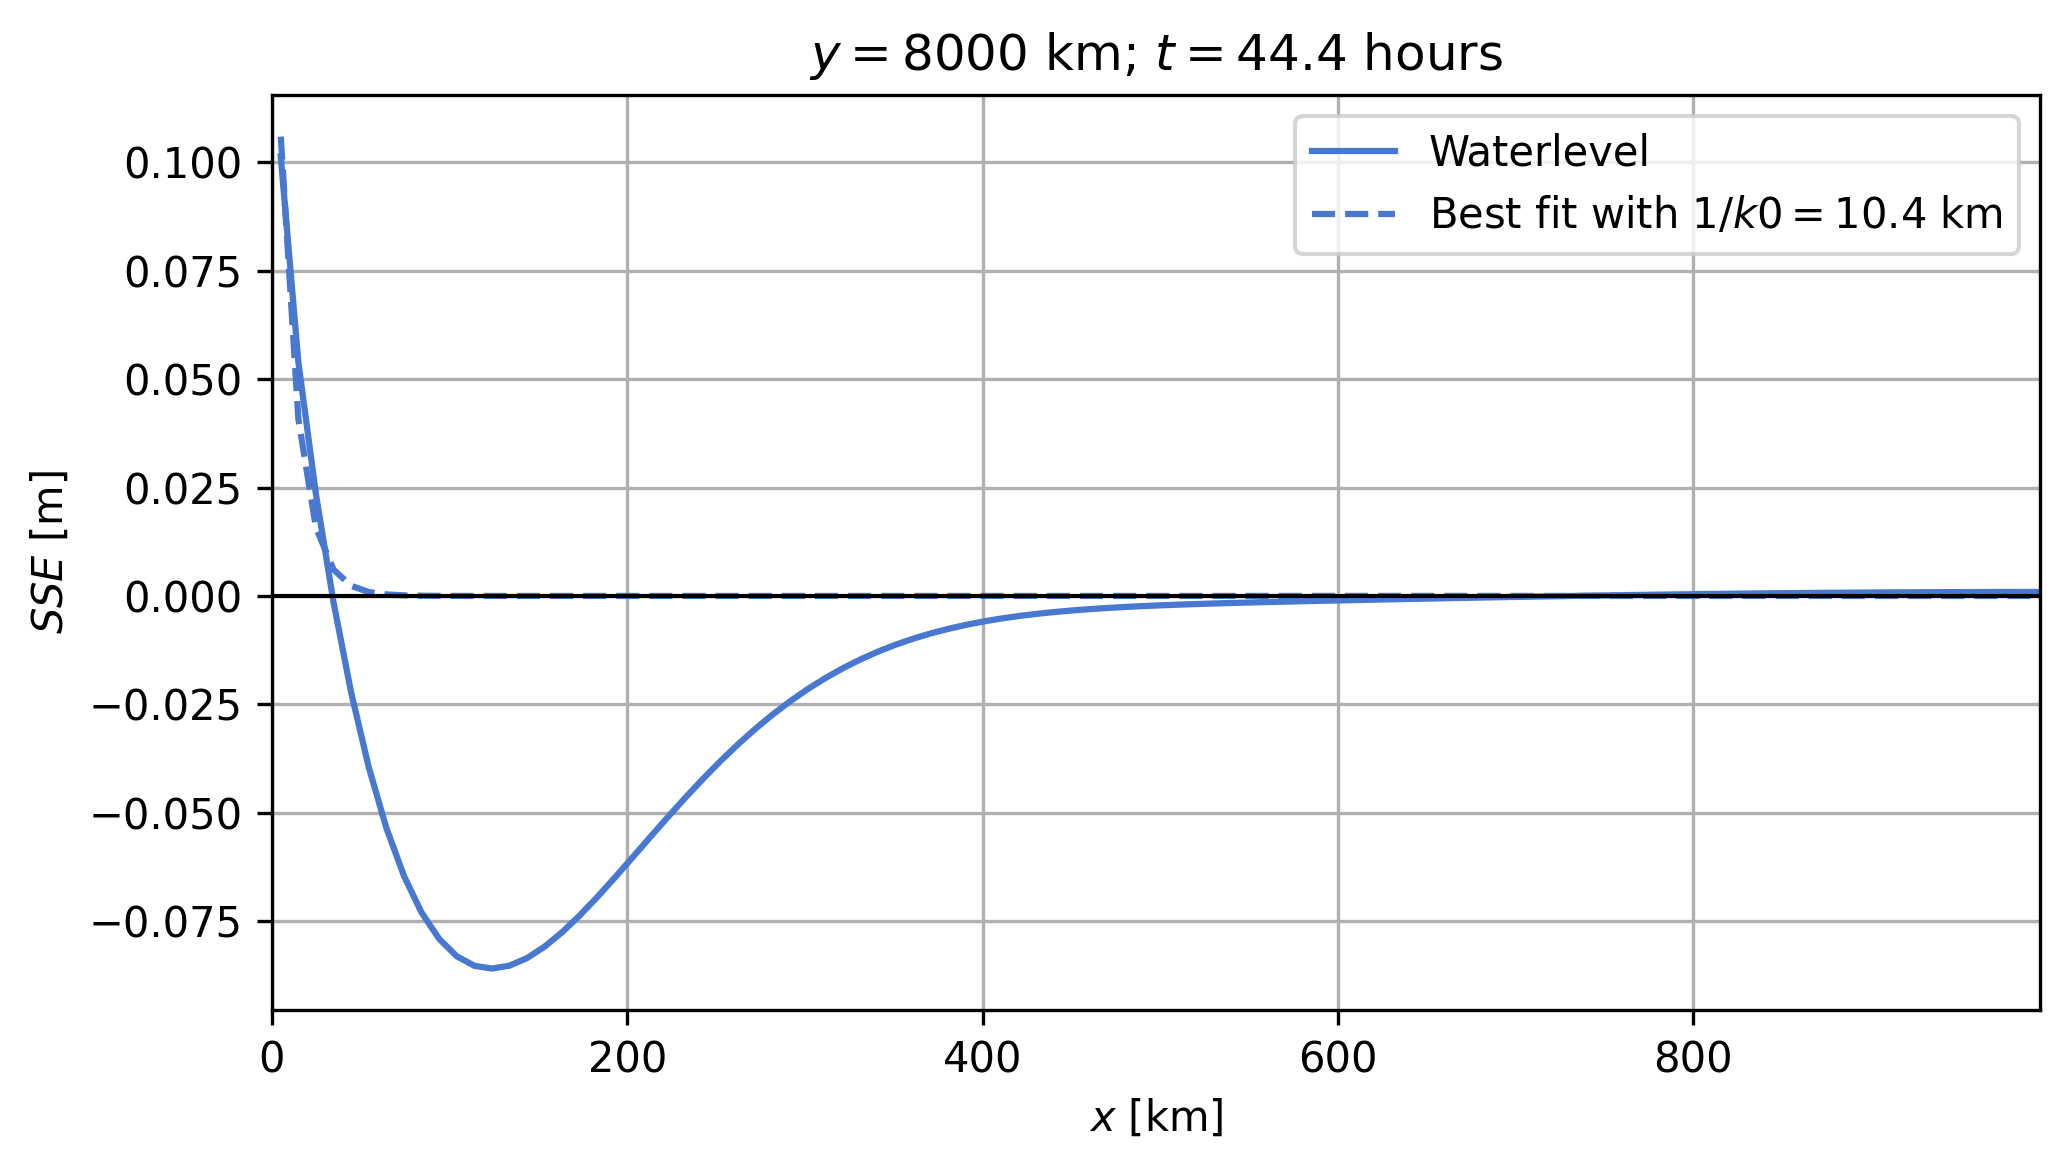 y = 8000 km; t = 44.4 hours
Waterlevel
Best fit with 1/k0 = 10.4 km
SSE [m]
0.100
0.075
0.050
0.025
0.000
−0.025
−0.050
−0.075
0 200 400 600 800
x [km]